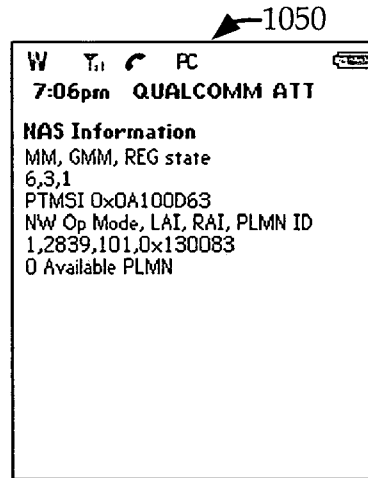 1050
W PC
7:06pm QUALCOMM ATT
NAS Information
MM, GMM, REG state
6,3,1
PTMSI 0x0A100D63
NW Op Mode, LAI, RAI, PLMN ID
1,2839,101,0x130083
0 Available PLMN